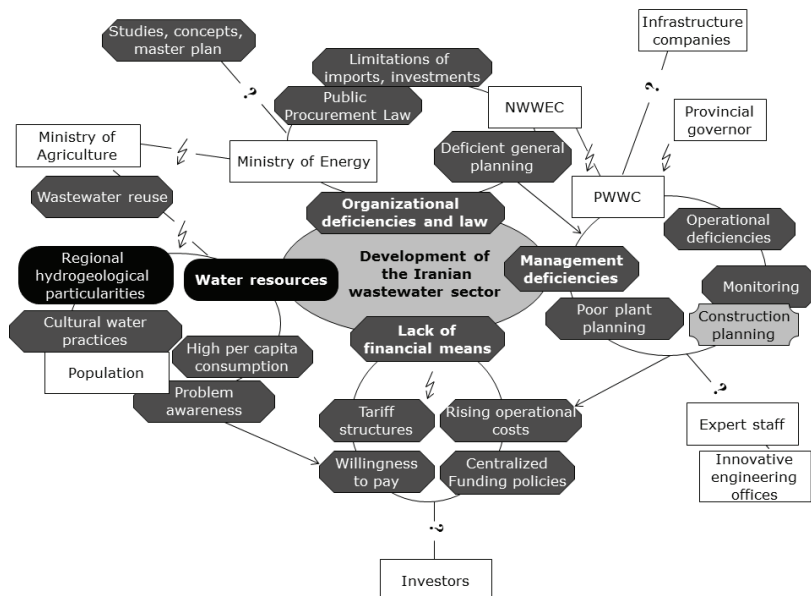 Studies, concepts,
master plan
?
Limitations of
imports, investments
Infrastructure
companies
?
Public
Procurement Law
NWWEC
Provincial
governor
Ministry of
Agriculture
Ministry of Energy
Deficient general
planning
PWWC
Wastewater reuse
Organizational
deficiencies and law
Operational
deficiencies
Regional
hydrogeological
particularities
Water resources
Development of
the Iranian
wastewater sector
Management
deficiencies
Monitoring
Cultural water
practices
Lack of
financial means
Poor plant
planning
Construction
planning
Population
High per capita
consumption
Problem
awareness
Tariff
structures
Rising operational
costs
?
Expert staff
Willingness
to pay
Centralized
Funding policies
Innovative
engineering
offices
?
Investors